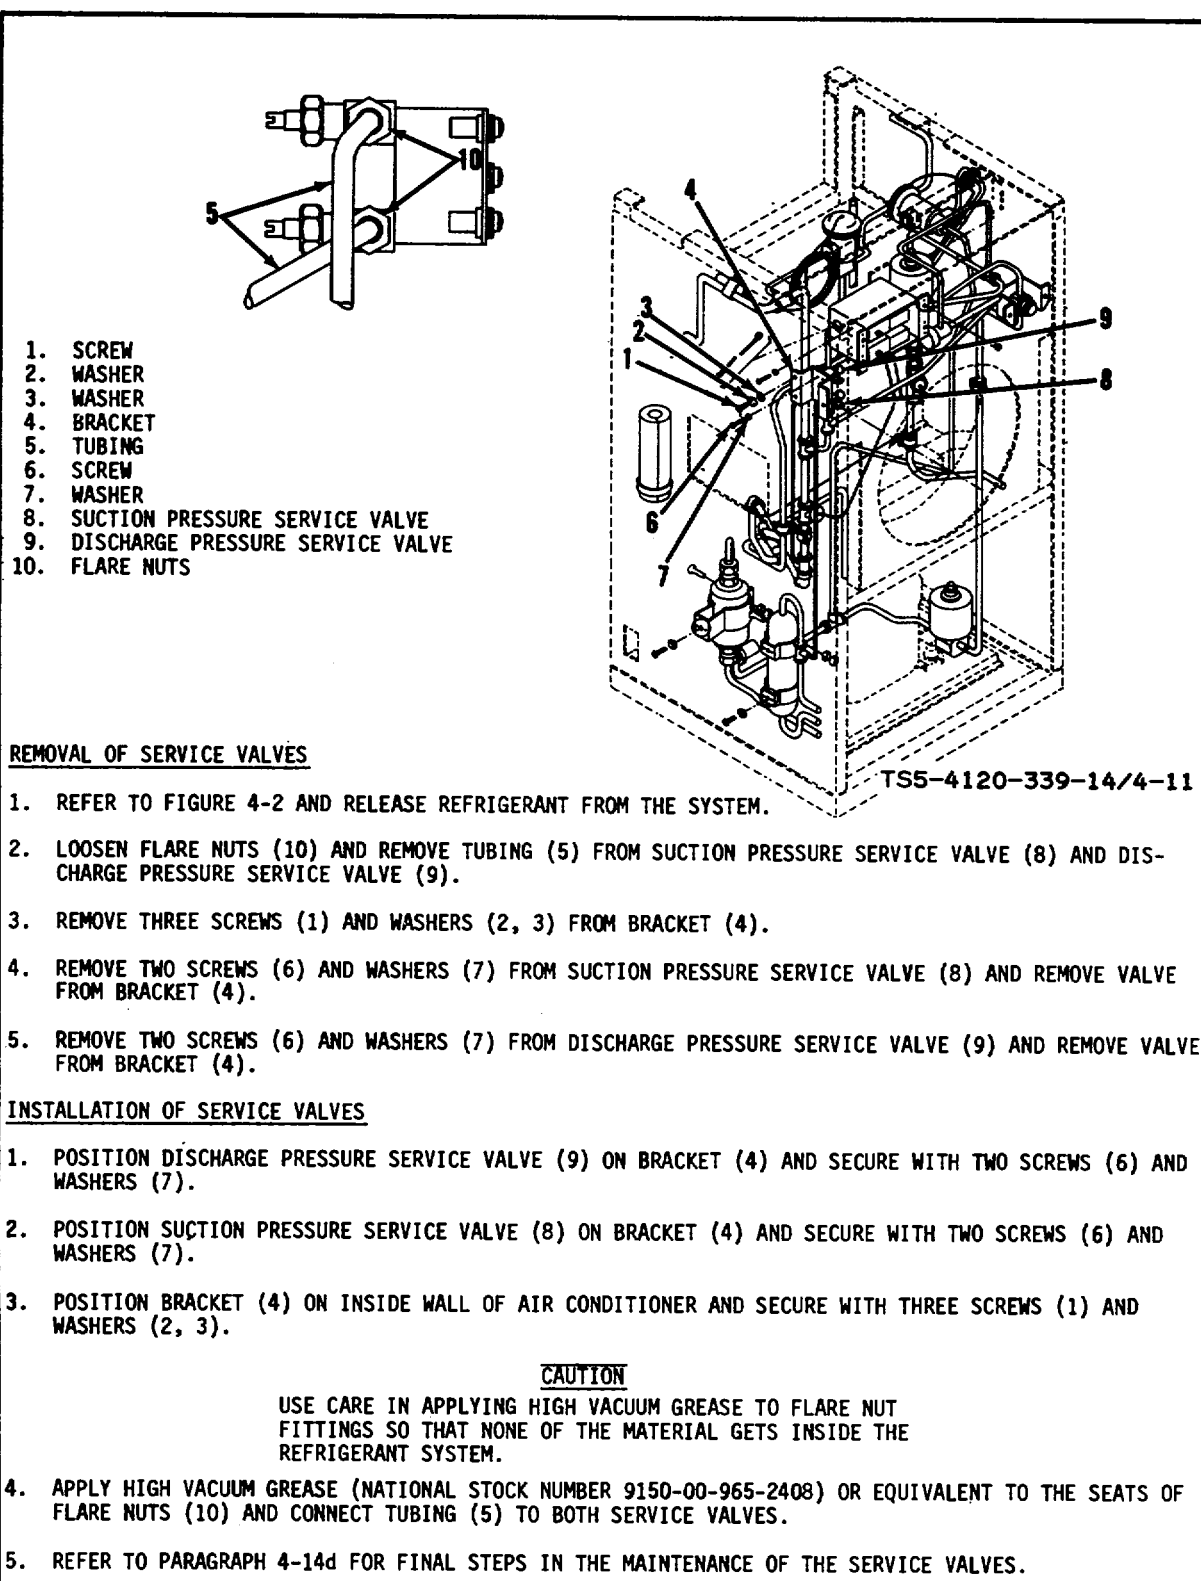 10
5
4
3
2
1
9
8
6
7
1. SCREW
2. WASHER
3. WASHER
4. BRACKET
5. TUBING
6. SCREW
7. WASHER
8. SUCTION PRESSURE SERVICE VALVE
9. DISCHARGE PRESSURE SERVICE VALVE
10. FLARE NUTS
TS5-4120-339-14/4-11
REMOVAL OF SERVICE VALVES
1. REFER TO FIGURE 4-2 AND RELEASE REFRIGERANT FROM THE SYSTEM.
2. LOOSEN FLARE NUTS (10) AND REMOVE TUBING (5) FROM SUCTION PRESSURE SERVICE VALVE (8) AND DIS-
CHARGE PRESSURE SERVICE VALVE (9).
3. REMOVE THREE SCREWS (1) AND WASHERS (2, 3) FROM BRACKET (4).
4. REMOVE TWO SCREWS (6) AND WASHERS (7) FROM SUCTION PRESSURE SERVICE VALVE (8) AND REMOVE VALVE
FROM BRACKET (4).
5. REMOVE TWO SCREWS (6) AND WASHERS (7) FROM DISCHARGE PRESSURE SERVICE VALVE (9) AND REMOVE VALVE
FROM BRACKET (4).
INSTALLATION OF SERVICE VALVES
1. POSITION DISCHARGE PRESSURE SERVICE VALVE (9) ON BRACKET (4) AND SECURE WITH TWO SCREWS (6) AND
WASHERS (7).
2. POSITION SUCTION PRESSURE SERVICE VALVE (8) ON BRACKET (4) AND SECURE WITH TWO SCREWS (6) AND
WASHERS (7).
3. POSITION BRACKET (4) ON INSIDE WALL OF AIR CONDITIONER AND SECURE WITH THREE SCREWS (1) AND
WASHERS (2, 3).
CAUTION
USE CARE IN APPLYING HIGH VACUUM GREASE TO FLARE NUT
FITTINGS SO THAT NONE OF THE MATERIAL GETS INSIDE THE
REFRIGERANT SYSTEM.
4. APPLY HIGH VACUUM GREASE (NATIONAL STOCK NUMBER 9150-00-965-2408) OR EQUIVALENT TO THE SEATS OF
FLARE NUTS (10) AND CONNECT TUBING (5) TO BOTH SERVICE VALVES.
5. REFER TO PARAGRAPH 4-14d FOR FINAL STEPS IN THE MAINTENANCE OF THE SERVICE VALVES.